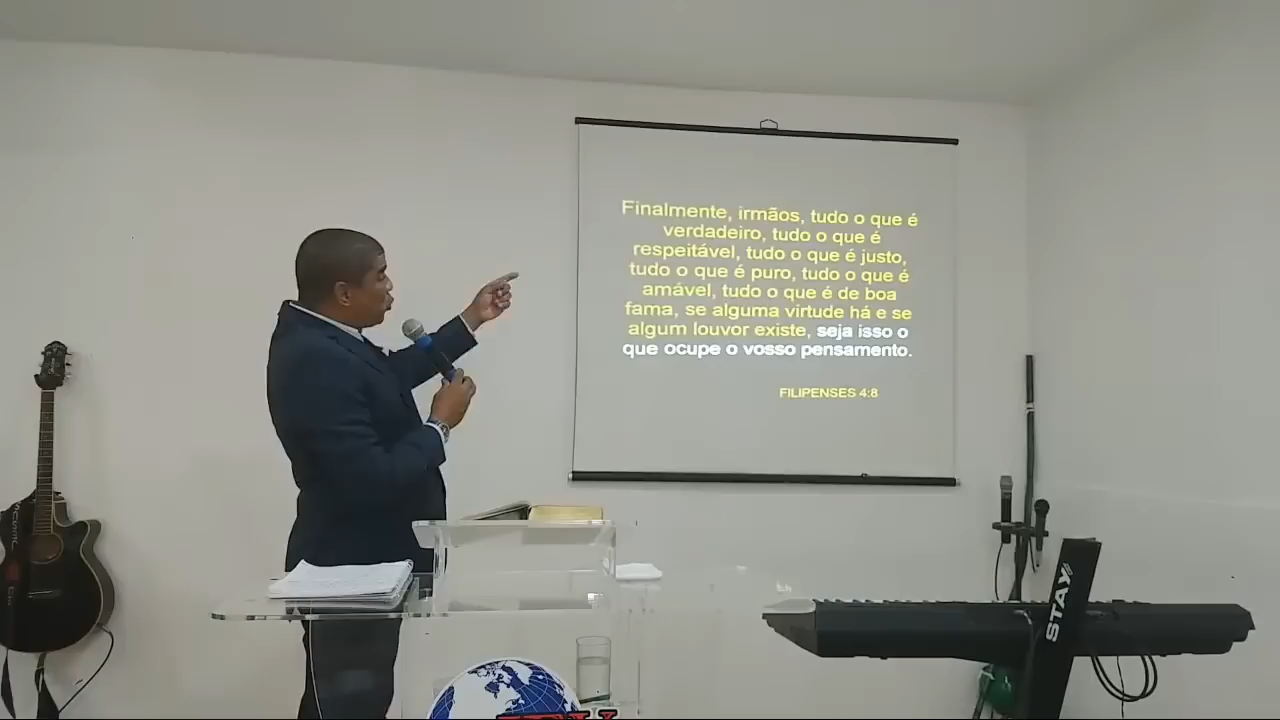 Finalmente, irmãos, tudo o que é
verdadeiro, tudo o que é
respeitável, tudo o que é justo,
tudo o que é puro, tudo o que é
amável, tudo o que é de boa
fama, se alguma virtude há e se
algum louvor existe, seja isso o
que ocupe o vosso pensamento.
FILIPENSES 4:8
STAY